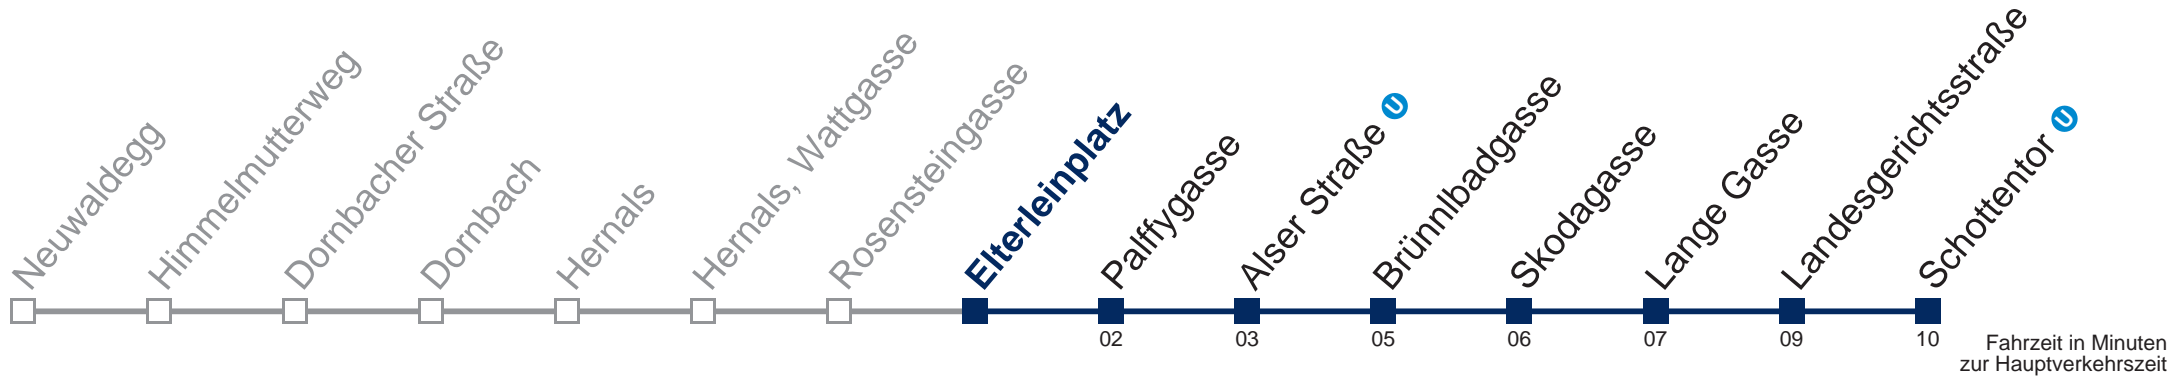 Neuwaldegg
Himmelmutterweg
Dornbacher Straße
Dornbach
Hernals
Hernals, Wattgasse
Rosensteingasse
Elterleinplatz
Palffygasse
Alser Straße U
Brünnlbadgasse
Skodagasse
Lange Gasse
Landesgerichtsstraße
Schottentor U
02 03 05 06 07 09 10
Fahrzeit in Minuten
zur Hauptverkehrszeit